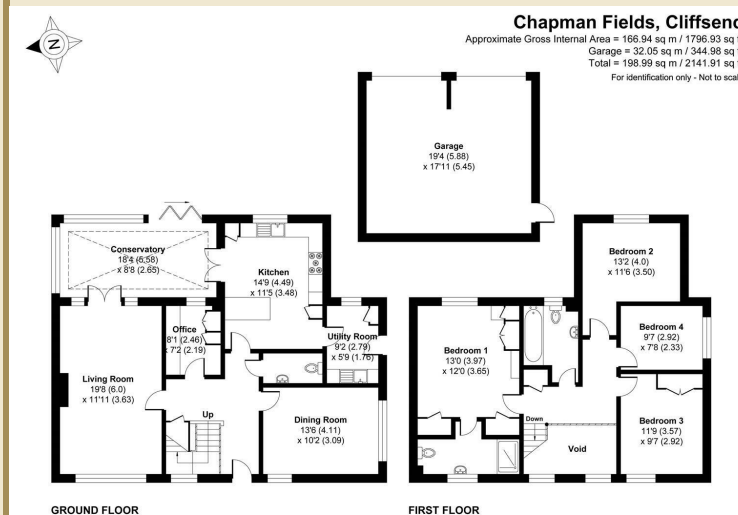 Chapman Fields, Cliffsend
Approximate Gross Internal Area = 166.94 sq m / 1796.93 sq
Garage = 32.05 sq m / 344.98 sq
Total = 198.99 sq m / 2141.91 sq
For identification only - Not to scal
N
Garage
19'4 (5.88)
x 17'11 (5.45)
Conservatory
18'4 (5.58)
x 8'8 (2.65)
Kitchen
14'9 (4.49)
x 11'5 (3.48)
Office
8'1 (2.46)
x 7'2 (2.19)
Utility Room
9'2 (2.79)
x 5'9 (1.76)
Living Room
19'8 (6.0)
x 11'11 (3.63)
Up
Dining Room
13'6 (4.11)
x 10'2 (3.09)
Bedroom 2
13'2 (4.0)
x 11'6 (3.50)
Bedroom 4
9'7 (2.92)
x 7'8 (2.33)
Bedroom 1
13'0 (3.97)
x 12'0 (3.65)
Down
Bedroom 3
11'9 (3.57)
x 9'7 (2.92)
Void
GROUND FLOOR
FIRST FLOOR